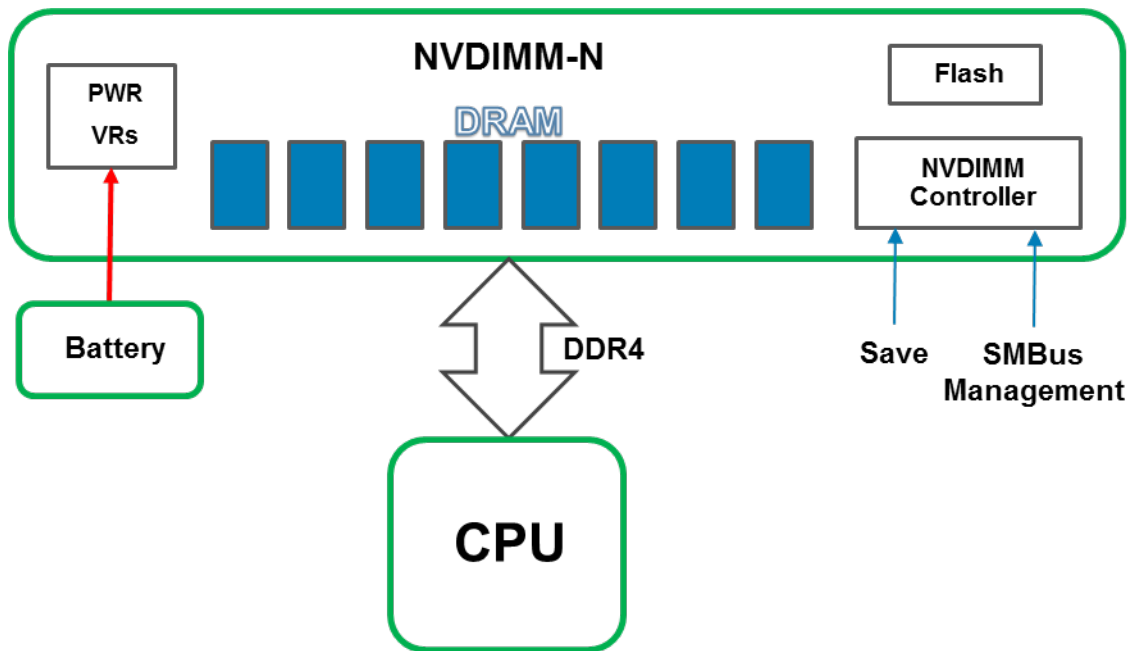 NVDIMM-N
PWR
VRs
DRAM
Flash
NVDIMM
Controller
Battery
DDR4
Save
SMBus
Management
CPU